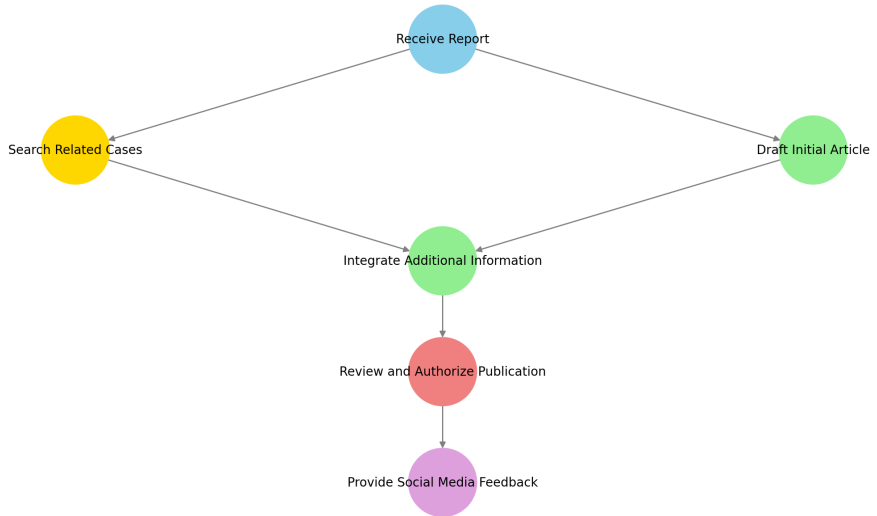 Receive Report
Search Related Cases
Draft Initial Article
Integrate Additional Information
Review and Authorize Publication
Provide Social Media Feedback